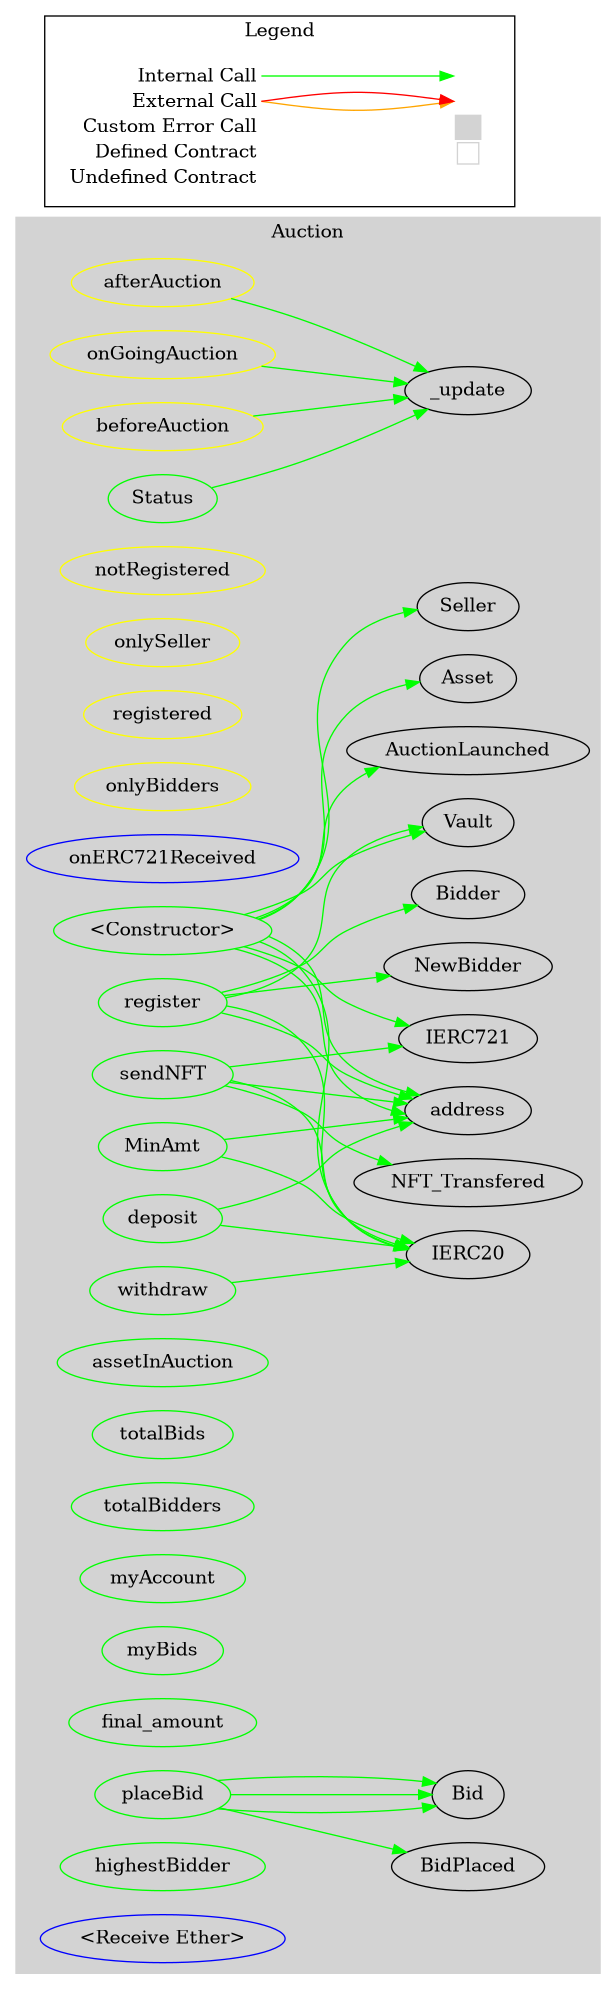 Legend
Internal Call
External Call
Custom Error Call
Defined Contract
Undefined Contract
Auction
afterAuction
onGoingAuction
_update
beforeAuction
Status
notRegistered
Seller
onlySeller
Asset
registered
AuctionLaunched
onlyBidders
Vault
onERC721Received
Bidder
<Constructor>
NewBidder
register
IERC721
sendNFT
address
MinAmt
NFT_Transfered
deposit
IERC20
withdraw
assetInAuction
totalBids
totalBidders
myAccount
myBids
final_amount
placeBid
Bid
highestBidder
BidPlaced
<Receive Ether>